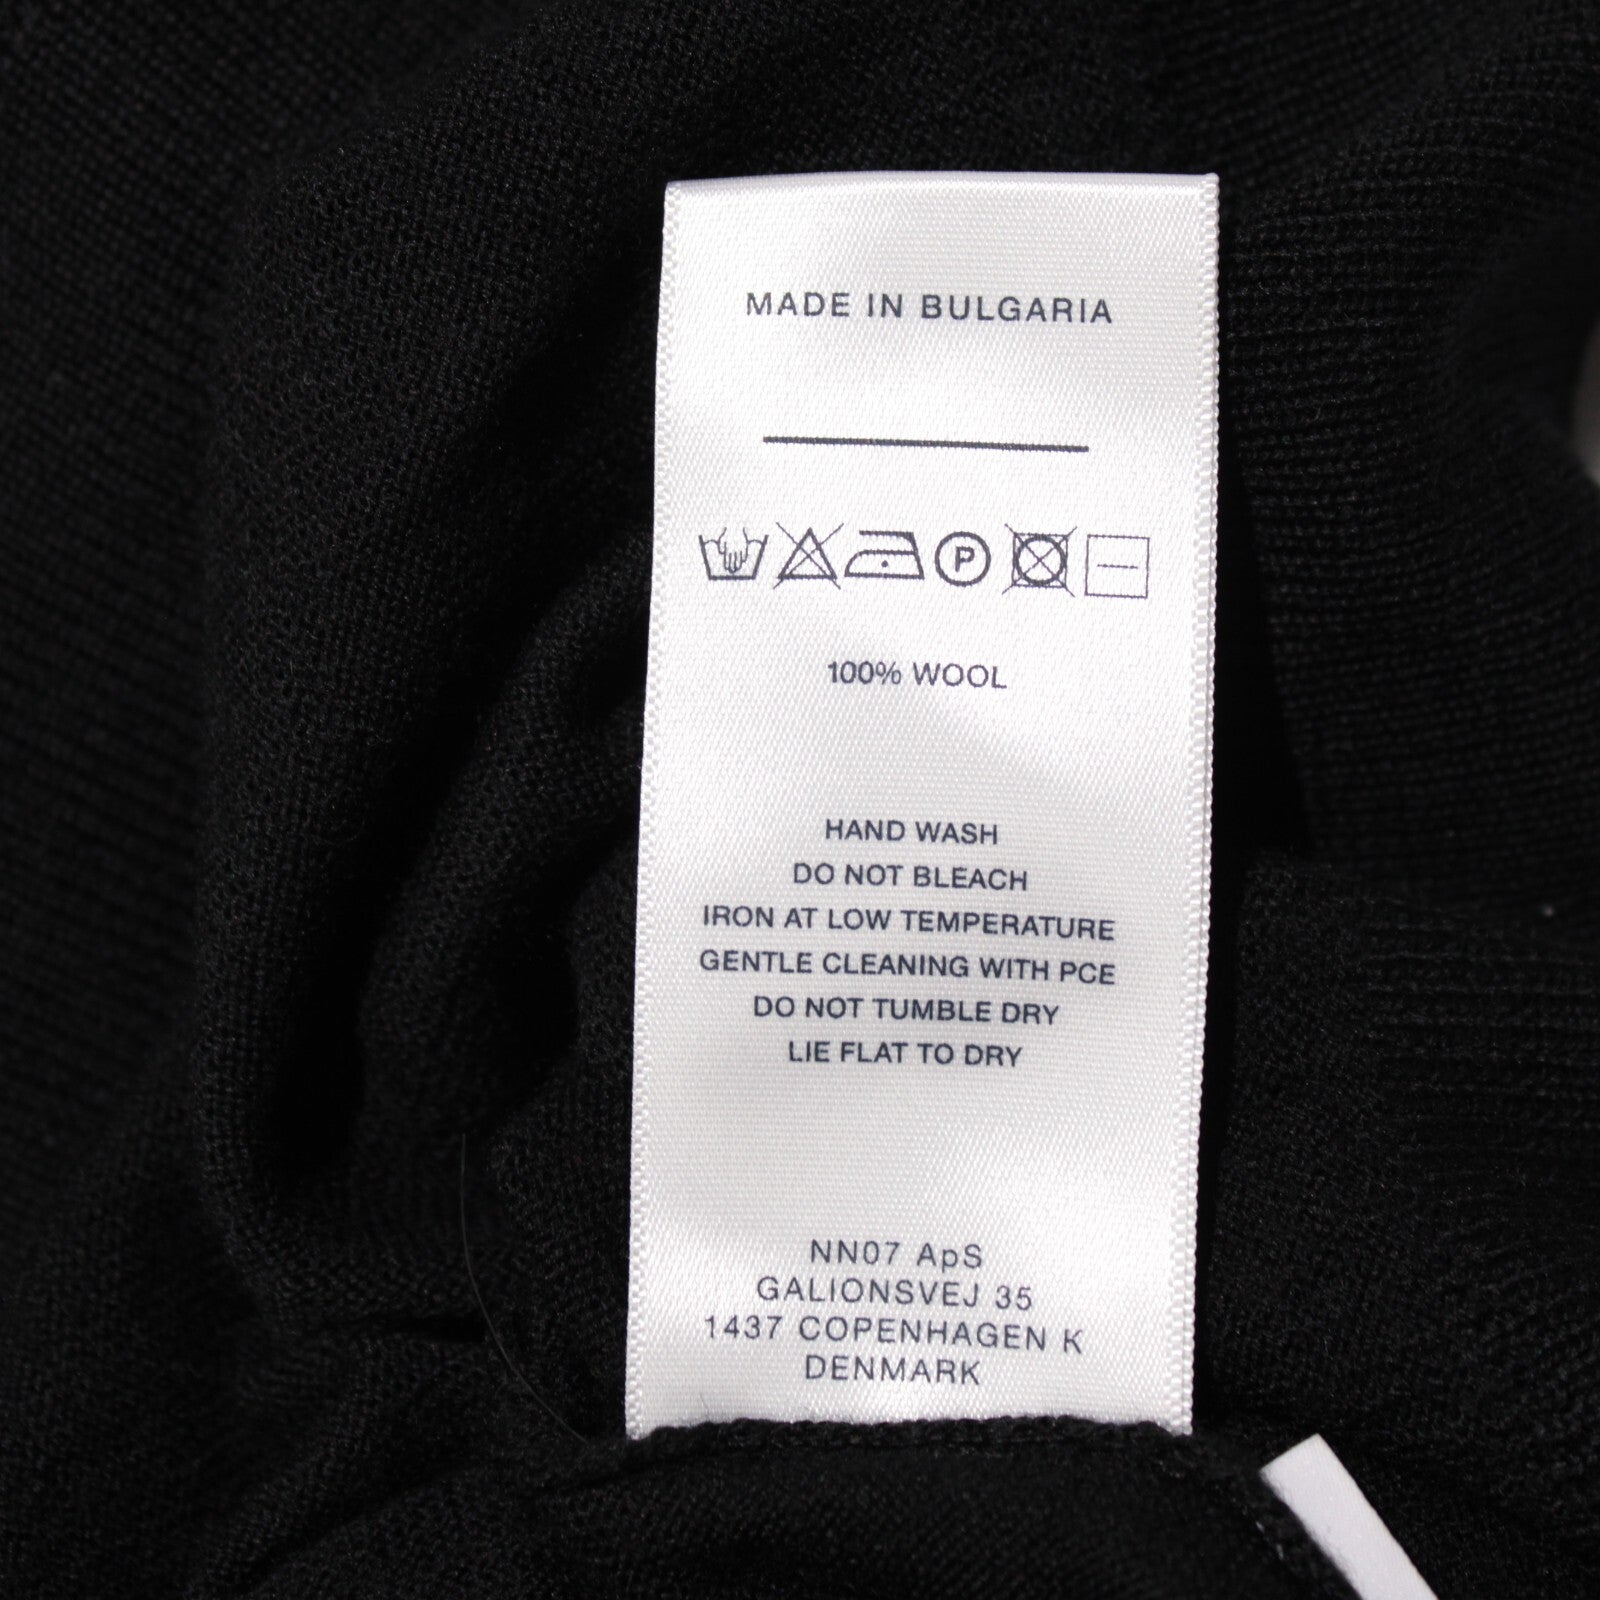 MADE IN BULGARIA
P
100% WOOL
HAND WASH
DO NOT BLEACH
IRON AT LOW TEMPERATURE
GENTLE CLEANING WITH PCE
DO NOT TUMBLE DRY
LIE FLAT TO DRY
NN07 ApS
GALIONSVEJ 35
1437 COPENHAGEN K
DENMARK